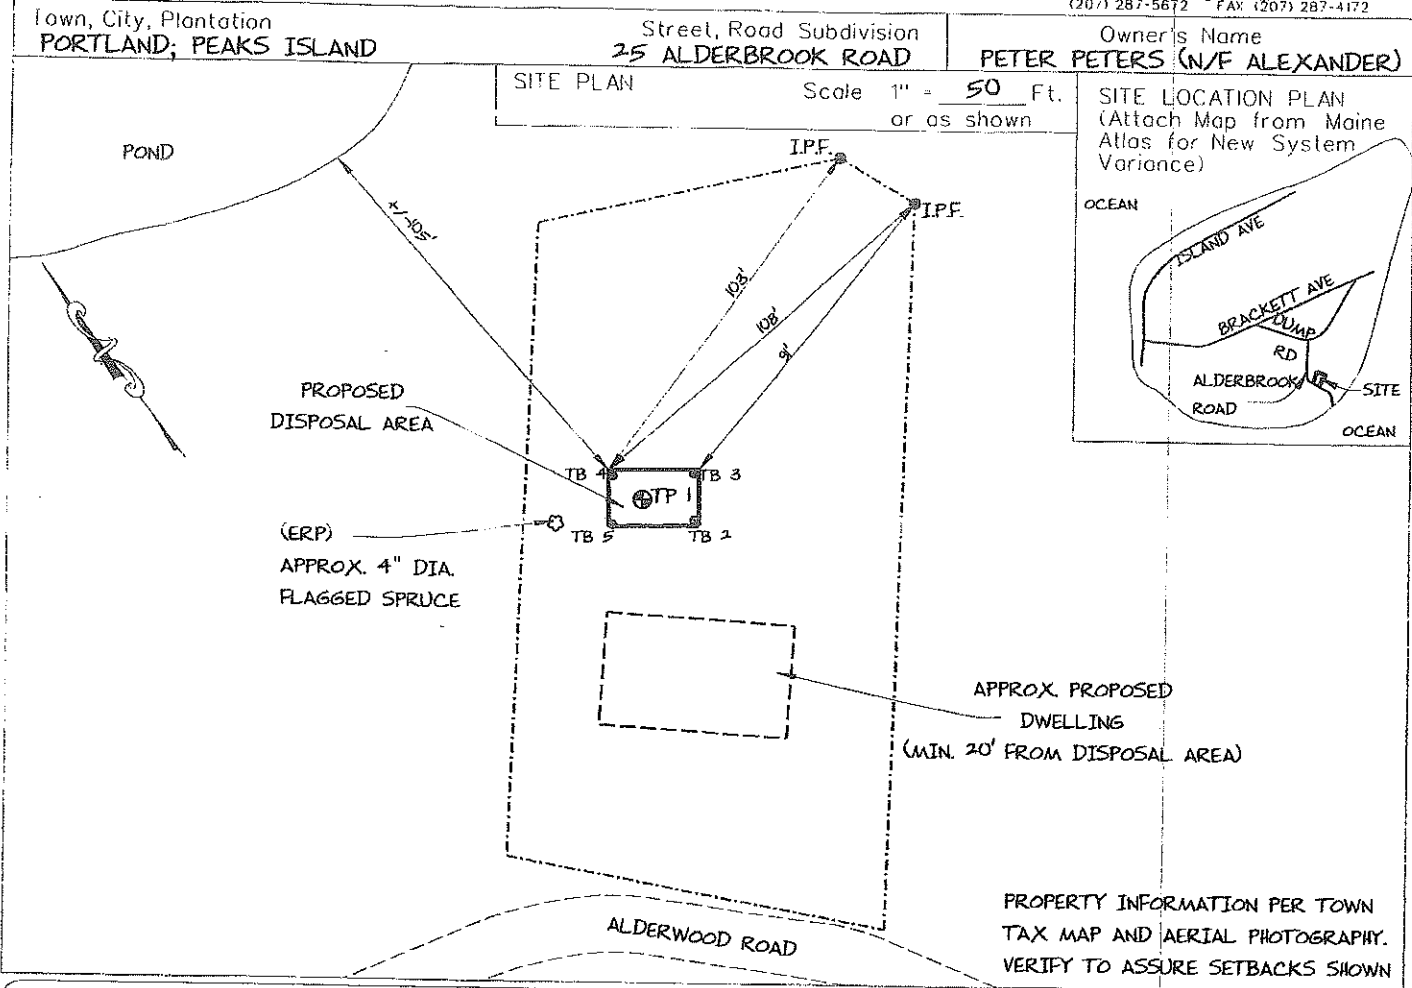 (207) 287-5672 FAX (207) 287-4172
Town, City, Plantation
PORTLAND; PEAKS ISLAND
Street, Road Subdivision
25 ALDERBROOK ROAD
Owner's Name
PETER PETERS (N/F ALEXANDER)
SITE PLAN
Scale 1" = 50 Ft.
or as shown
SITE LOCATION PLAN
(Attach Map from Maine
Atlas for New System
Variance)
OCEAN
ISLAND AVE
BRACKETT AVE
DUMP
RD
ALDERBROOK
ROAD
SITE
OCEAN
POND
I.P.F.
I.P.F.
+/-105'
103'
108'
91'
PROPOSED
DISPOSAL AREA
TB 4
TB 3
TP 1
TB 5
TB 2
(ERP)
APPROX. 4" DIA.
FLAGGED SPRUCE
APPROX. PROPOSED
DWELLING
(MIN. 20' FROM DISPOSAL AREA)
ALDERWOOD ROAD
PROPERTY INFORMATION PER TOWN
TAX MAP AND AERIAL PHOTOGRAPHY.
VERIFY TO ASSURE SETBACKS SHOWN